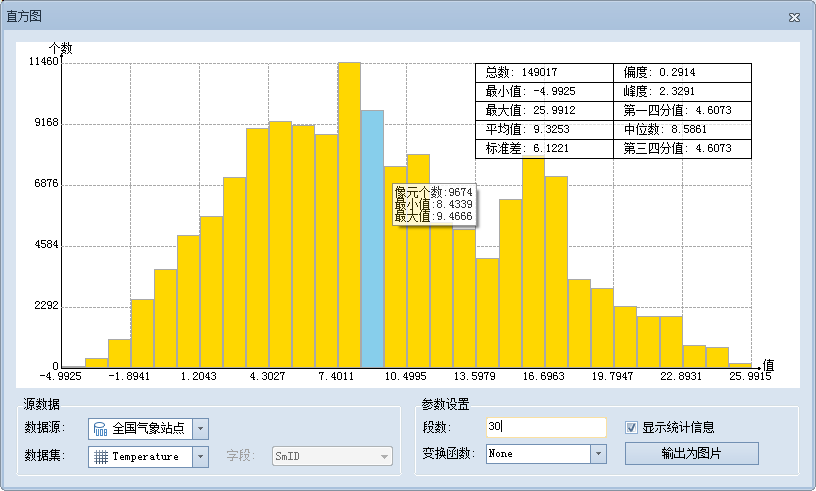 直方图
个数
11460
9168
6876
4584
2292
0
总数: 149017 偏度: 0.2914
最小值: -4.9925 峰度: 2.3291
最大值: 25.9912 第一四分值: 4.6073
平均值: 9.3253 中位数: 8.5861
标准差: 6.1221 第三四分值: 4.6073
像元个数:9674
最小值:8.4339
最大值:9.4666
值
-4.9925 -1.8941 1.2043 4.3027 7.4011 10.4995 13.5979 16.6963 19.7947 22.8931 25.9915
源数据
数据源: 全国气象站点
数据集: Temperature 字段: SmID
参数设置
段数: 30 显示统计信息
变换函数: None 输出为图片